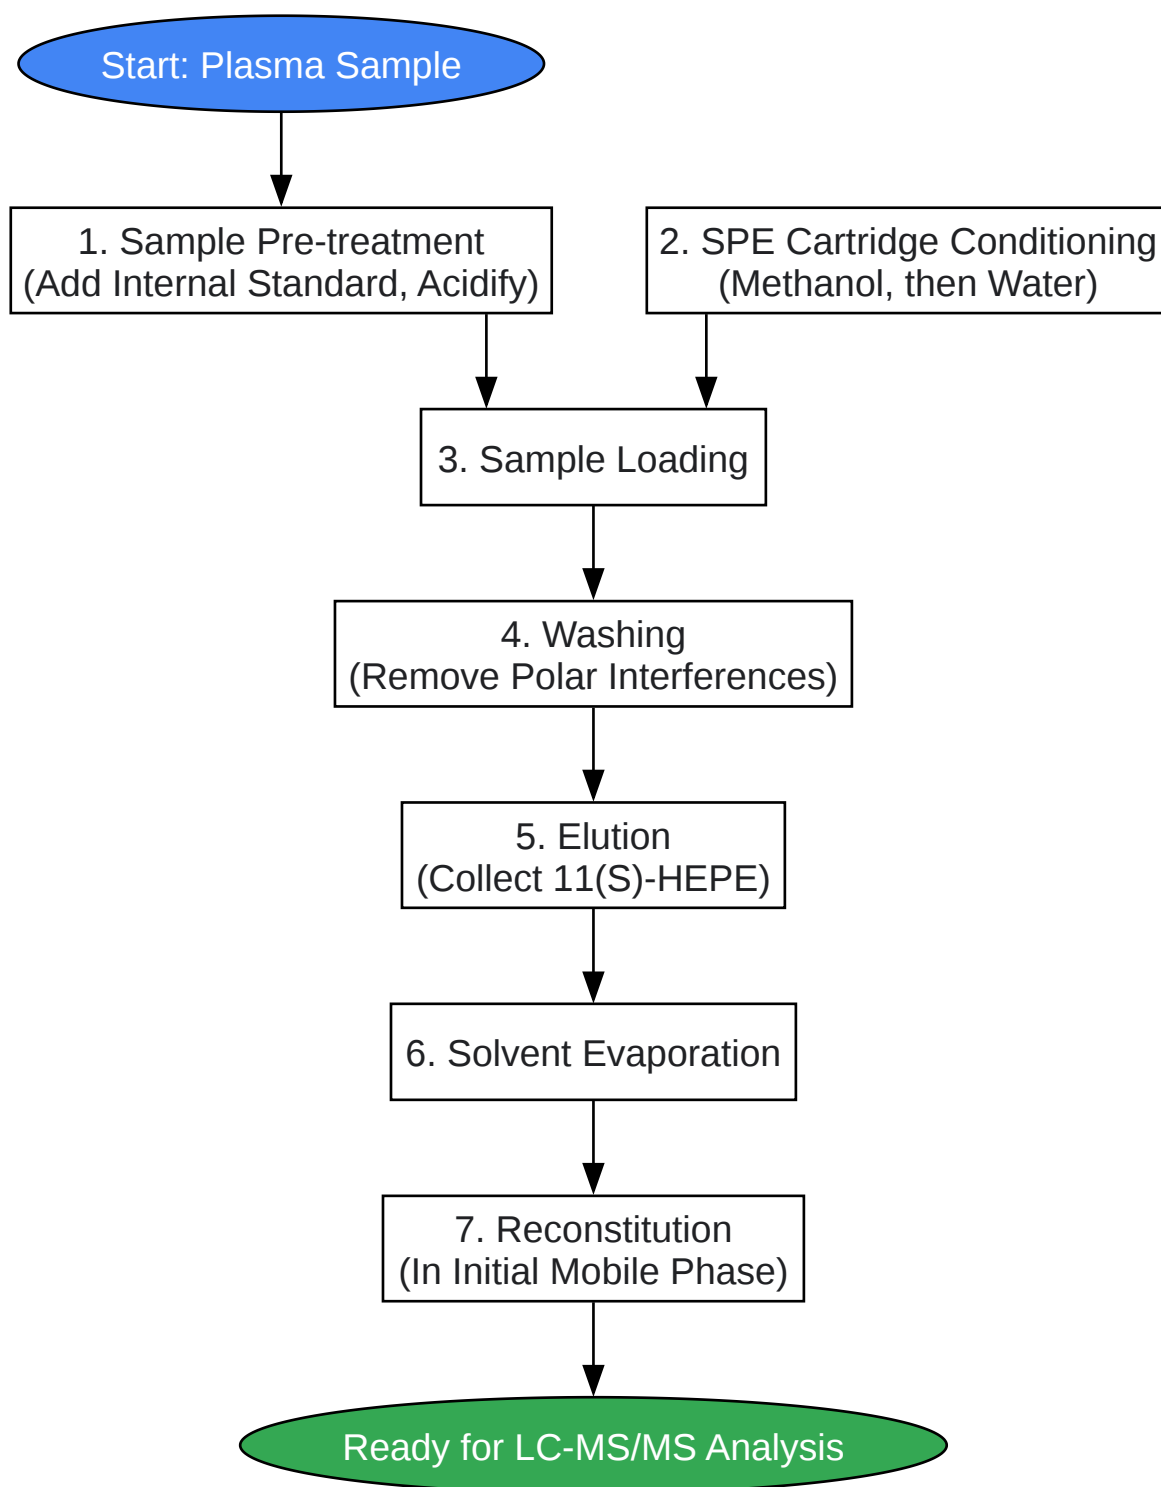 Start: Plasma Sample
1. Sample Pre-treatment
(Add Internal Standard, Acidify)
2. SPE Cartridge Conditioning
(Methanol, then Water)
3. Sample Loading
4. Washing
(Remove Polar Interferences)
5. Elution
(Collect 11(S)-HEPE)
6. Solvent Evaporation
7. Reconstitution
(In Initial Mobile Phase)
Ready for LC-MS/MS Analysis